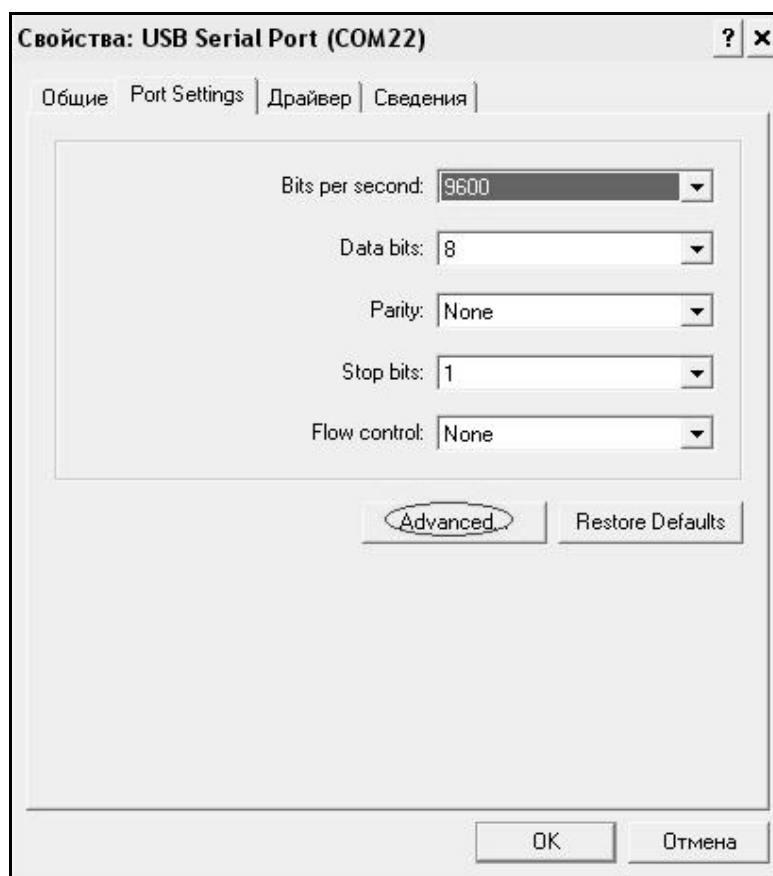 Свойства: USB Serial Port (COM22)
Общие Port Settings Драйвер Сведения
Bits per second: 9600
Data bits: 8
Parity: None
Stop bits: 1
Flow control: None
Advanced... Restore Defaults
OK Отмена